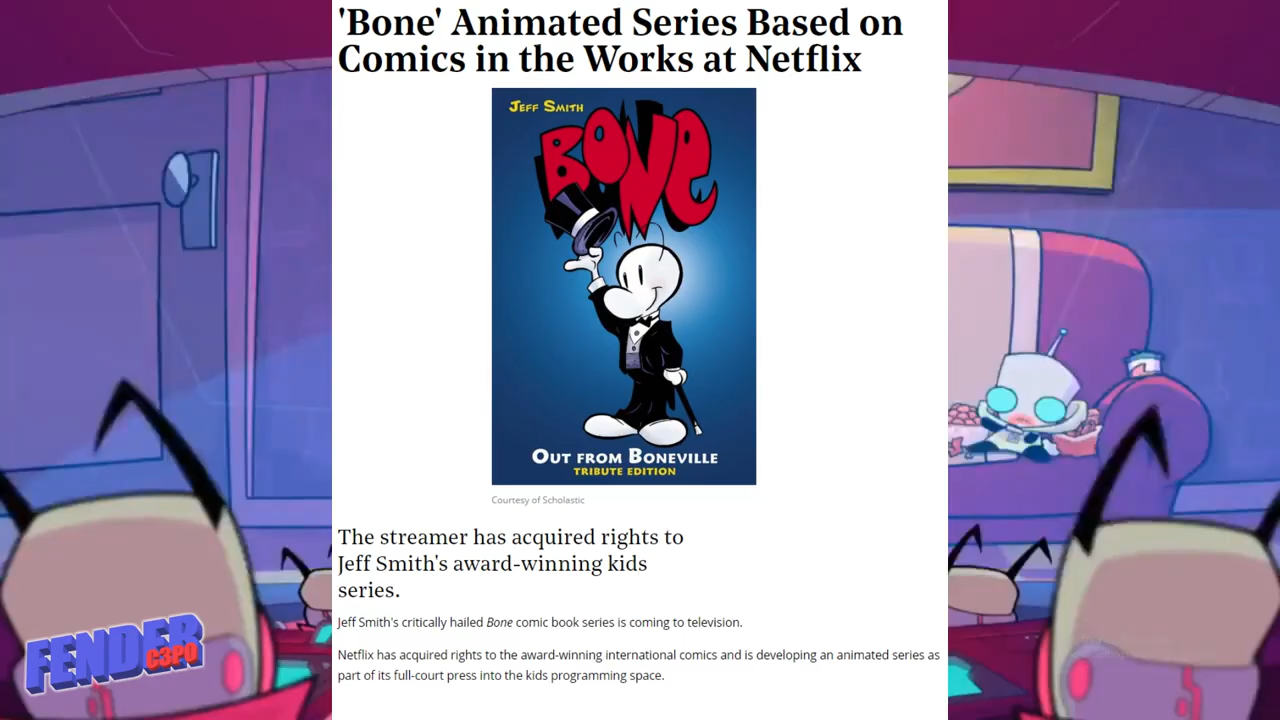 'Bone' Animated Series Based on
Comics in the Works at Netflix
JEFF SMITH
BONE
OUT FROM BONEVILLE
TRIBUTE EDITION
Courtesy of Scholastic
The streamer has acquired rights to
Jeff Smith's award-winning kids
series.
Jeff Smith's critically hailed Bone comic book series is coming to television.
Netflix has acquired rights to the award-winning international comics and is developing an animated series as
part of its full-court press into the kids programming space.
FENDER
C3PO